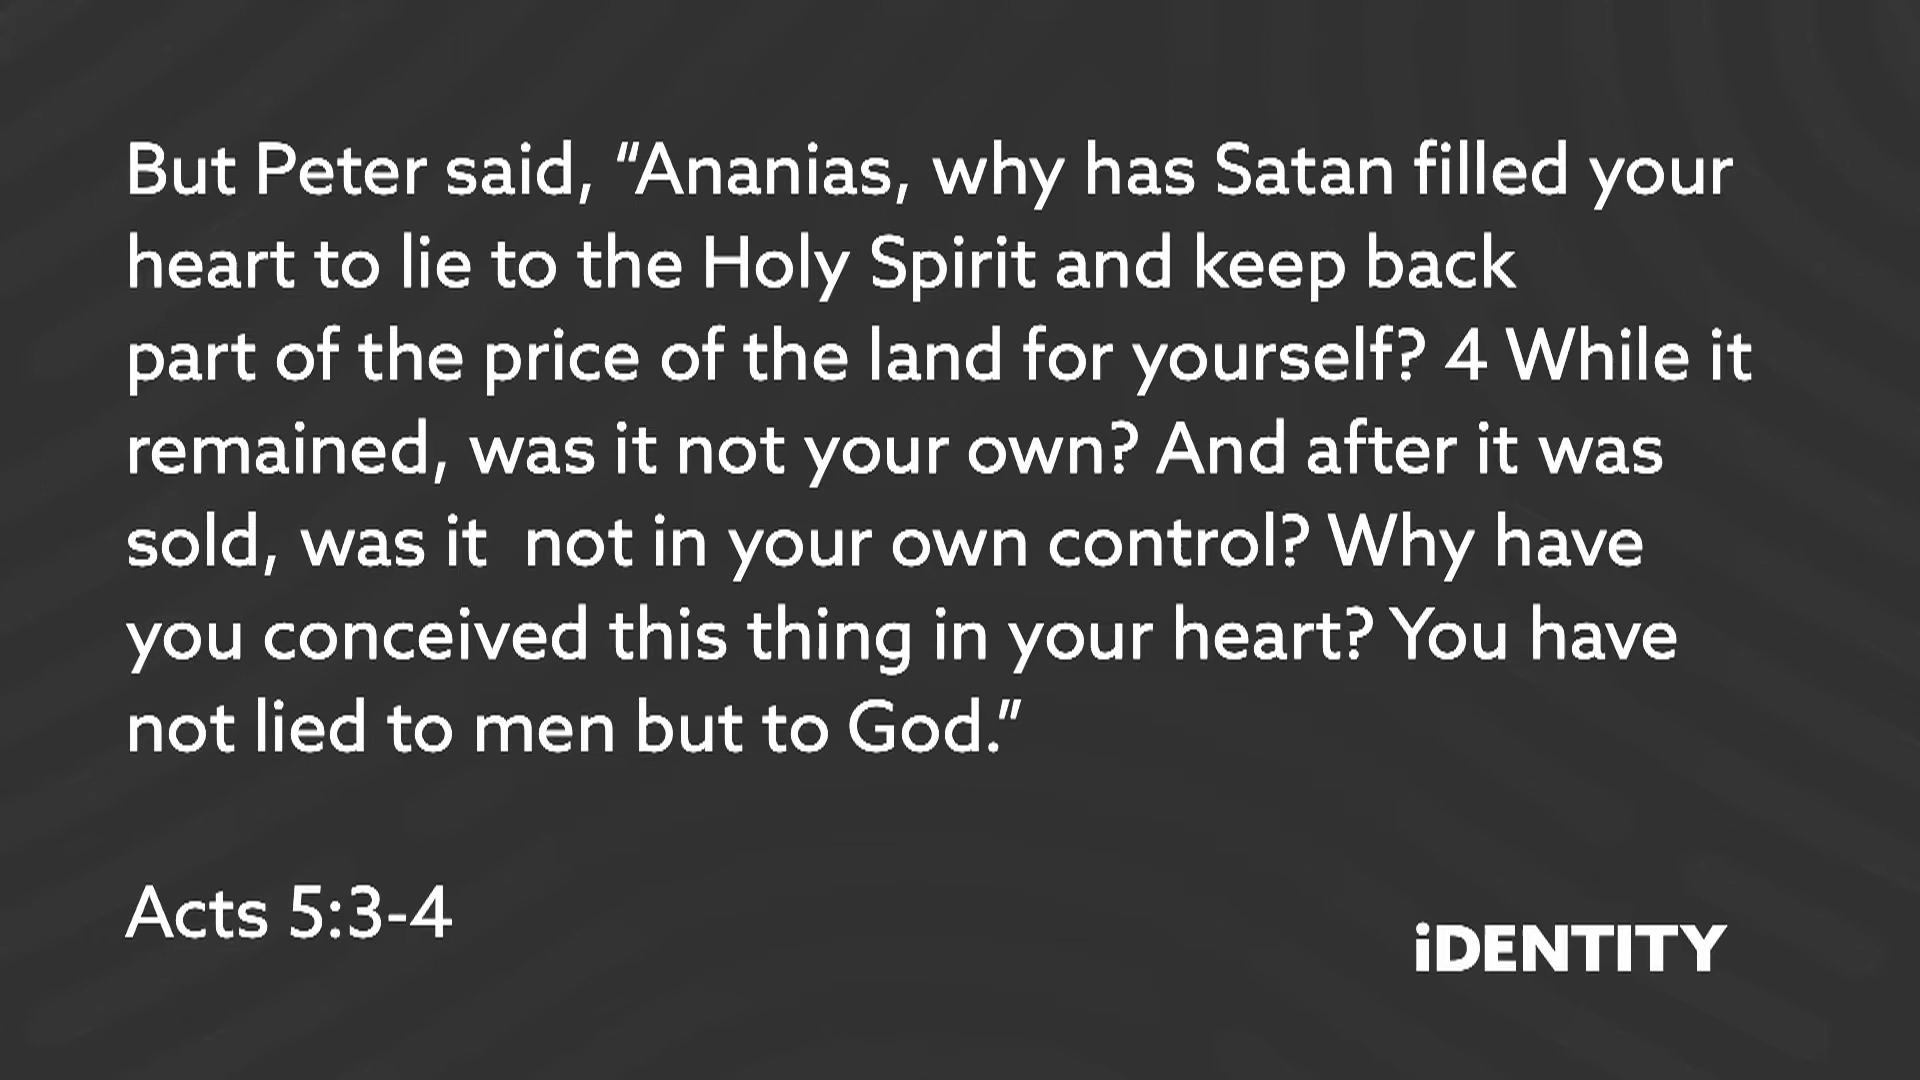 But Peter said, "Ananias, why has Satan filled your
heart to lie to the Holy Spirit and keep back
part of the price of the land for yourself? 4 While it
remained, was it not your own? And after it was
sold, was it  not in your own control? Why have
you conceived this thing in your heart? You have
not lied to men but to God."
Acts 5:3-4
iDENTITY